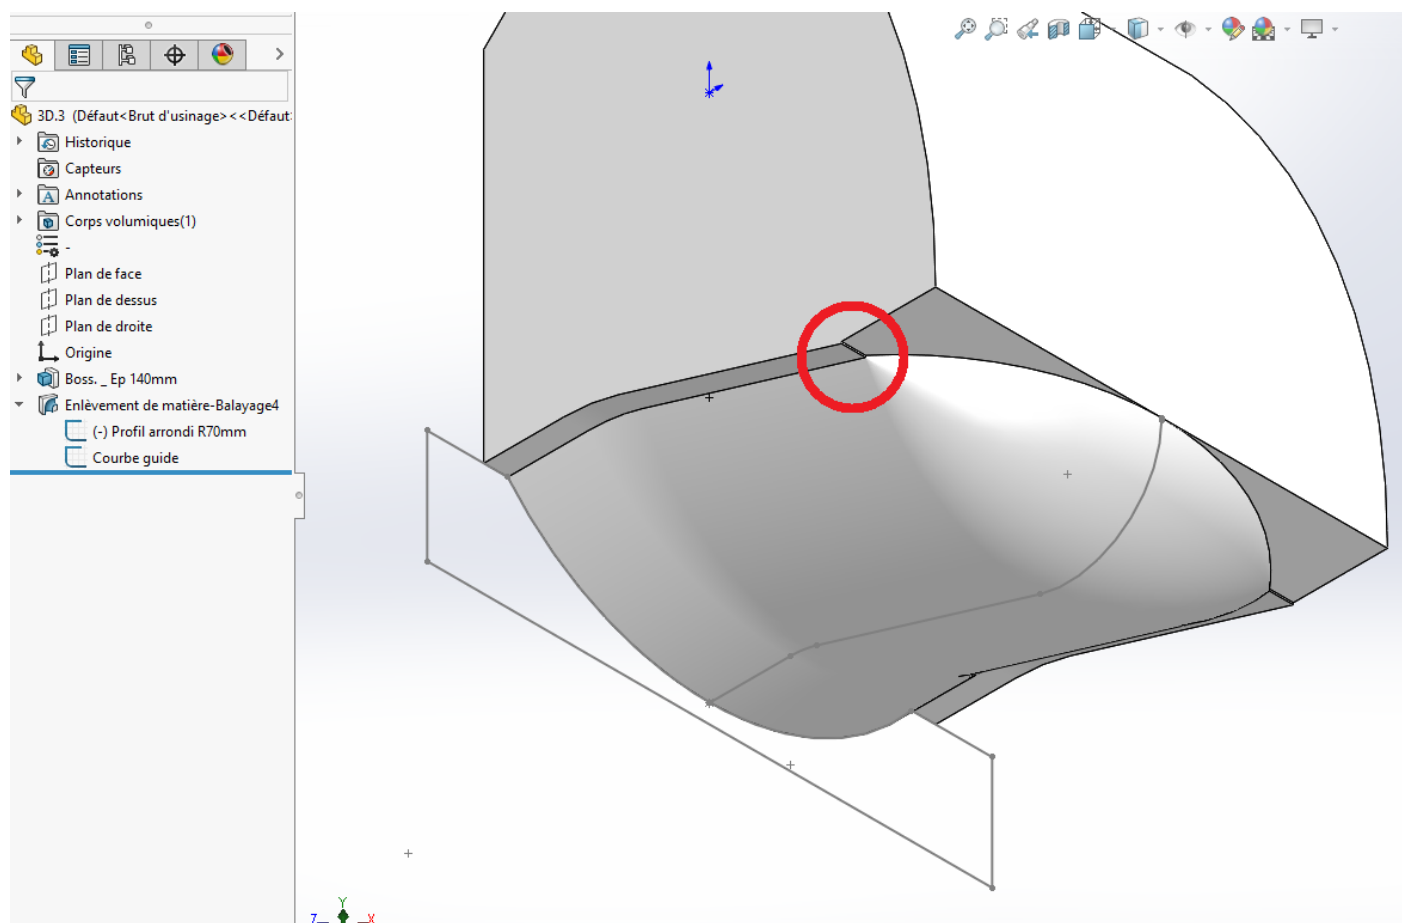 3D.3 (Défaut<Brut d'usinage><<Défaut
Historique
Capteurs
Annotations
Corps volumiques(1)
-
Plan de face
Plan de dessus
Plan de droite
Origine
Boss. _ Ep 140mm
Enlèvement de matière-Balayage4
(-) Profil arrondi R70mm
Courbe guide
Y
Z
X